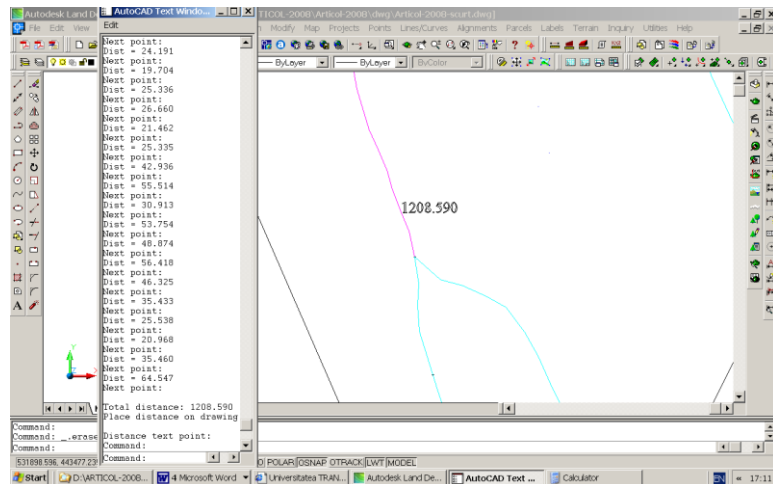 Autodesk Land De
TICOL-2008\Articol-2008\dwg\Articol-2008-scurt.dwg]
AutoCAD Text Window...
File Edit View
Modify Map Projects Points Lines/Curves Alignments Parcels Labels Terrain Inquiry Utilities Help
Edit
ByLayer
ByLayer
ByColor
Next point:
Dist = 24.191
Next point:
Dist = 19.704
Next point:
Dist = 25.336
Next point:
Dist = 26.660
Next point:
Dist = 21.462
Next point:
Dist = 25.335
Next point:
Dist = 42.936
Next point:
Dist = 55.514
Next point:
Dist = 30.913
Next point:
Dist = 53.754
Next point:
Dist = 48.874
Next point:
Dist = 56.418
Next point:
Dist = 46.325
Next point:
Dist = 35.433
Next point:
Dist = 25.538
Next point:
Dist = 20.968
Next point:
Dist = 35.460
Next point:
Dist = 64.547
Next point:
Total distance: 1208.590
Place distance on drawing
Distance text point:
Command:
Command:
1208.590
Y
X
Command:
Command: _.erase
Command:
531898.596, 443477.23
POLAR OSNAP OTRACK LWT MODEL
Start
D:\ARTICOL-2008...
4 Microsoft Word
Universitatea TRAN...
Autodesk Land De...
AutoCAD Text ...
Calculator
EN
17:11